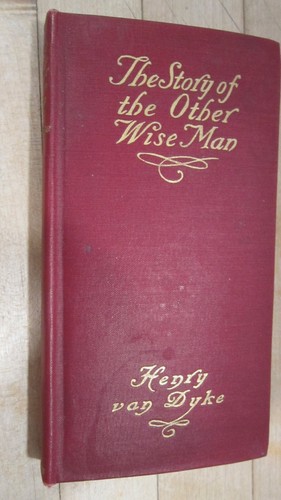 The Story of
the Other
Wise Man
Henry
van Dyke